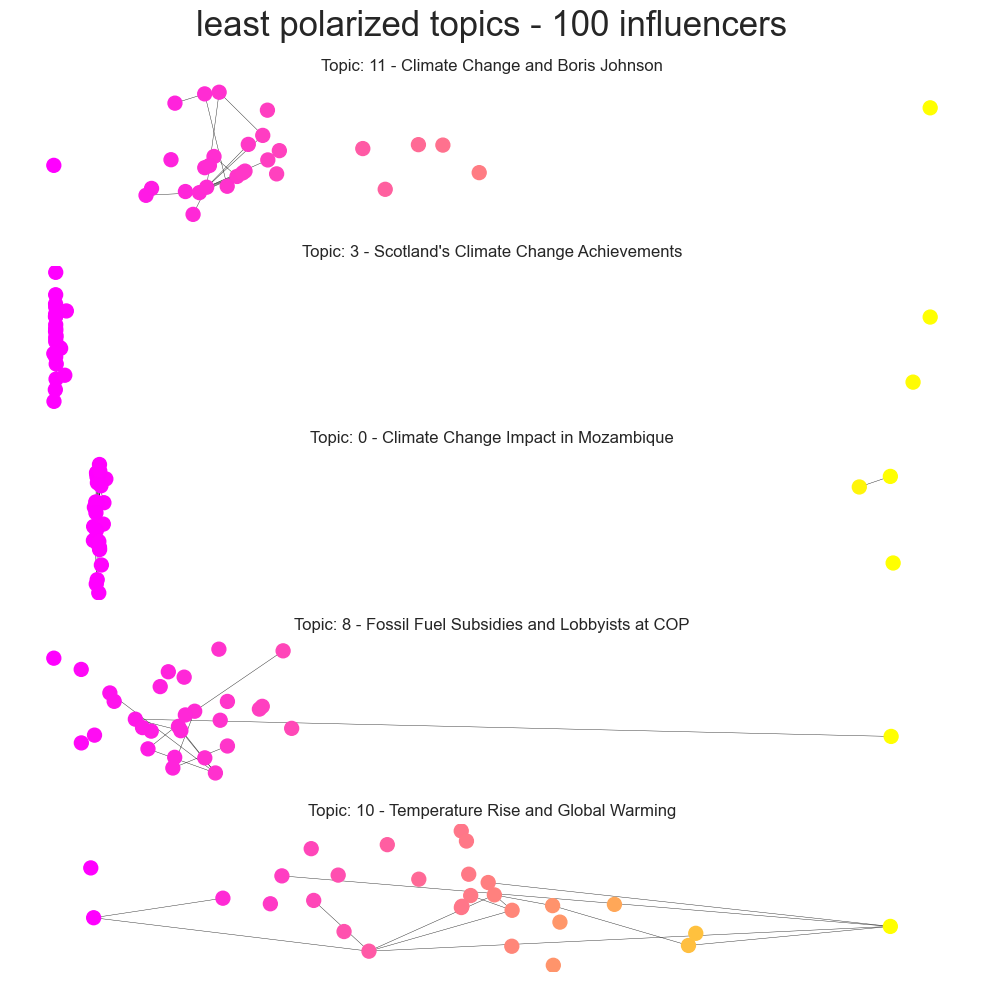 least polarized topics - 100 influencers
Topic: 11 - Climate Change and Boris Johnson
Topic: 3 - Scotland's Climate Change Achievements
Topic: 0 - Climate Change Impact in Mozambique
Topic: 8 - Fossil Fuel Subsidies and Lobbyists at COP
Topic: 10 - Temperature Rise and Global Warming